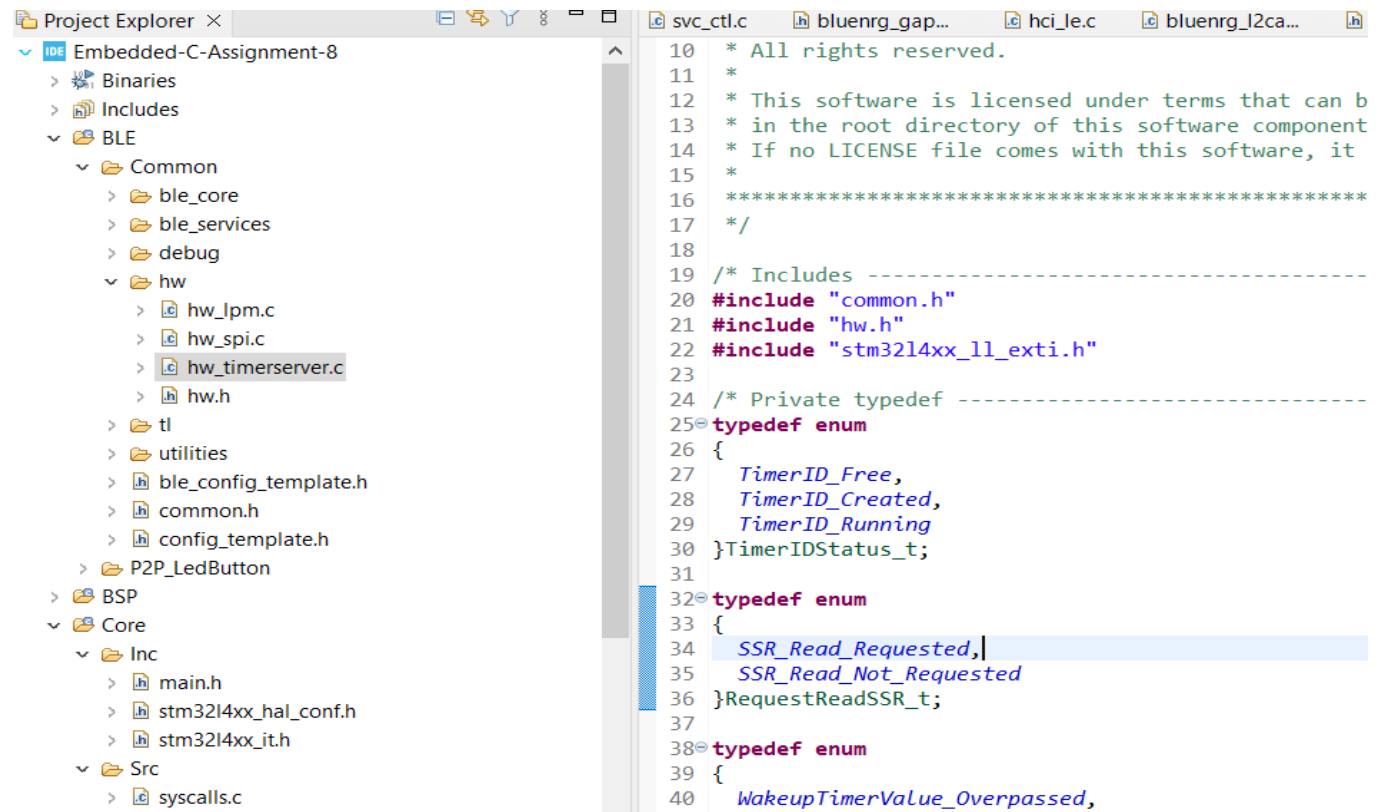 Project Explorer
Embedded-C-Assignment-8
Binaries
Includes
BLE
Common
ble_core
ble_services
debug
hw
hw_lpm.c
hw_spi.c
hw_timerserver.c
hw.h
tl
utilities
ble_config_template.h
common.h
config_template.h
P2P_LedButton
BSP
Core
Inc
main.h
stm32l4xx_hal_conf.h
stm32l4xx_it.h
Src
syscalls.c
svc_ctl.c bluenrg_gap... hci_le.c bluenrg_l2ca...
10 * All rights reserved.
11 *
12 * This software is licensed under terms that can b
13 * in the root directory of this software component
14 * If no LICENSE file comes with this software, it
15 *
16 **************************************************
17 */
18
19 /* Includes ---------------------------------------
20 #include "common.h"
21 #include "hw.h"
22 #include "stm32l4xx_ll_exti.h"
23
24 /* Private typedef --------------------------------
25 typedef enum
26 {
27 TimerID_Free,
28 TimerID_Created,
29 TimerID_Running
30 }TimerIDStatus_t;
31
32 typedef enum
33 {
34 SSR_Read_Requested,
35 SSR_Read_Not_Requested
36 }RequestReadSSR_t;
37
38 typedef enum
39 {
40 WakeupTimerValue_Overpassed,